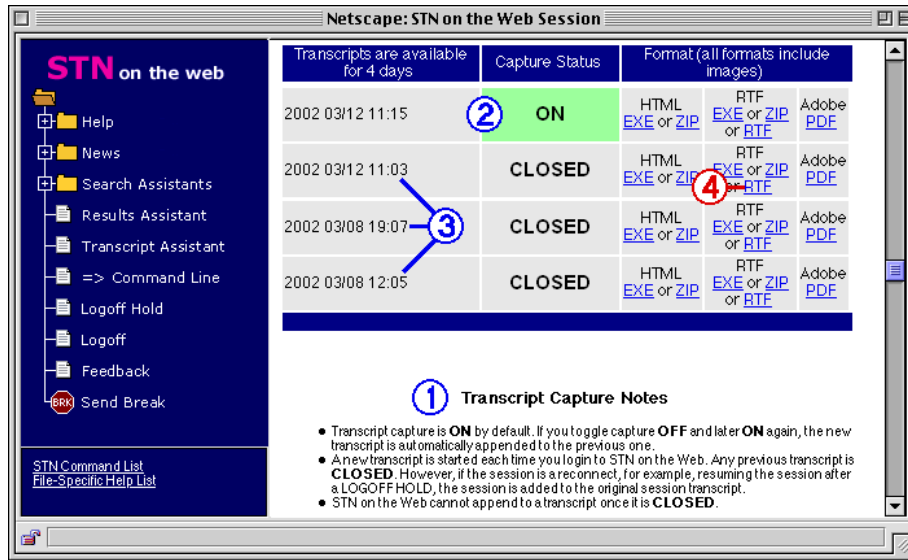 Netscape: STN on the Web Session
STN on the web
Help
News
Search Assistants
Results Assistant
Transcript Assistant
=> Command Line
Logoff Hold
Logoff
Feedback
BRK Send Break
STN Command List
File-Specific Help List
Transcripts are available
for 4 days
Capture Status
Format (all formats include
images)
2002 03/12 11:15
2
ON
HTML
EXE or ZIP
RTF
EXE or ZIP
or RTF
Adobe
PDF
2002 03/12 11:03
CLOSED
HTML
EXE or ZIP
4
RTF
EXE or ZIP
or RTF
Adobe
PDF
2002 03/08 19:07
3
CLOSED
HTML
EXE or ZIP
RTF
EXE or ZIP
or RTF
Adobe
PDF
2002 03/08 12:05
CLOSED
HTML
EXE or ZIP
RTF
EXE or ZIP
or RTF
Adobe
PDF
1 Transcript Capture Notes
• Transcript capture is ON by default. If you toggle capture OFF and later ON again, the new
transcript is automatically appended to the previous one.
• A new transcript is started each time you login to STN on the Web. Any previous transcript is
CLOSED. However, if the session is a reconnect, for example, resuming the session after
a LOGOFF HOLD, the session is added to the original session transcript.
• STN on the Web cannot append to a transcript once it is CLOSED.